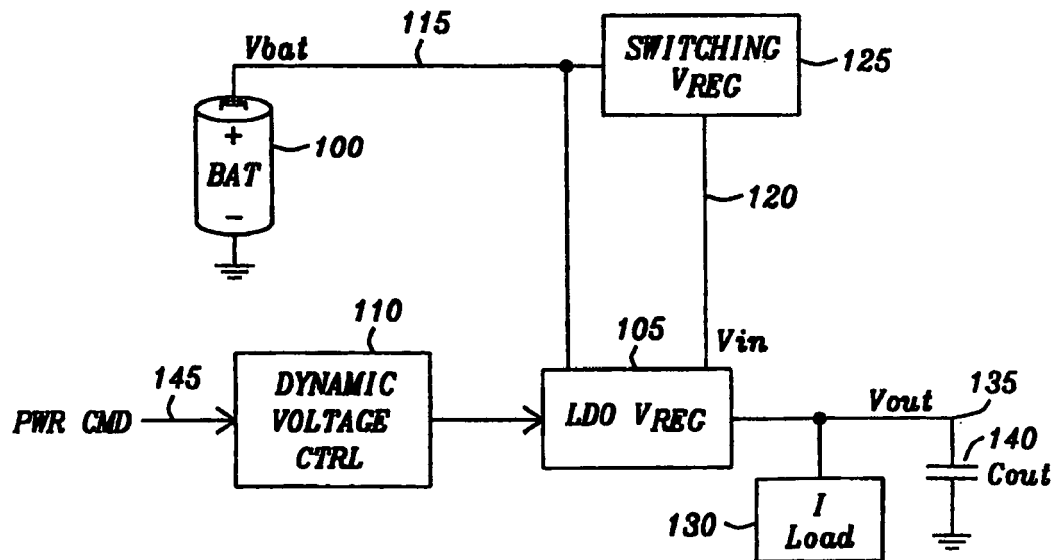 115
Vbat
SWITCHING
VREG
125
+
BAT
-
100
120
110
105
Vin
145
PWR CMD
DYNAMIC
VOLTAGE
CTRL
LDO VREG
Vout
135
140
Cout
130
I
Load